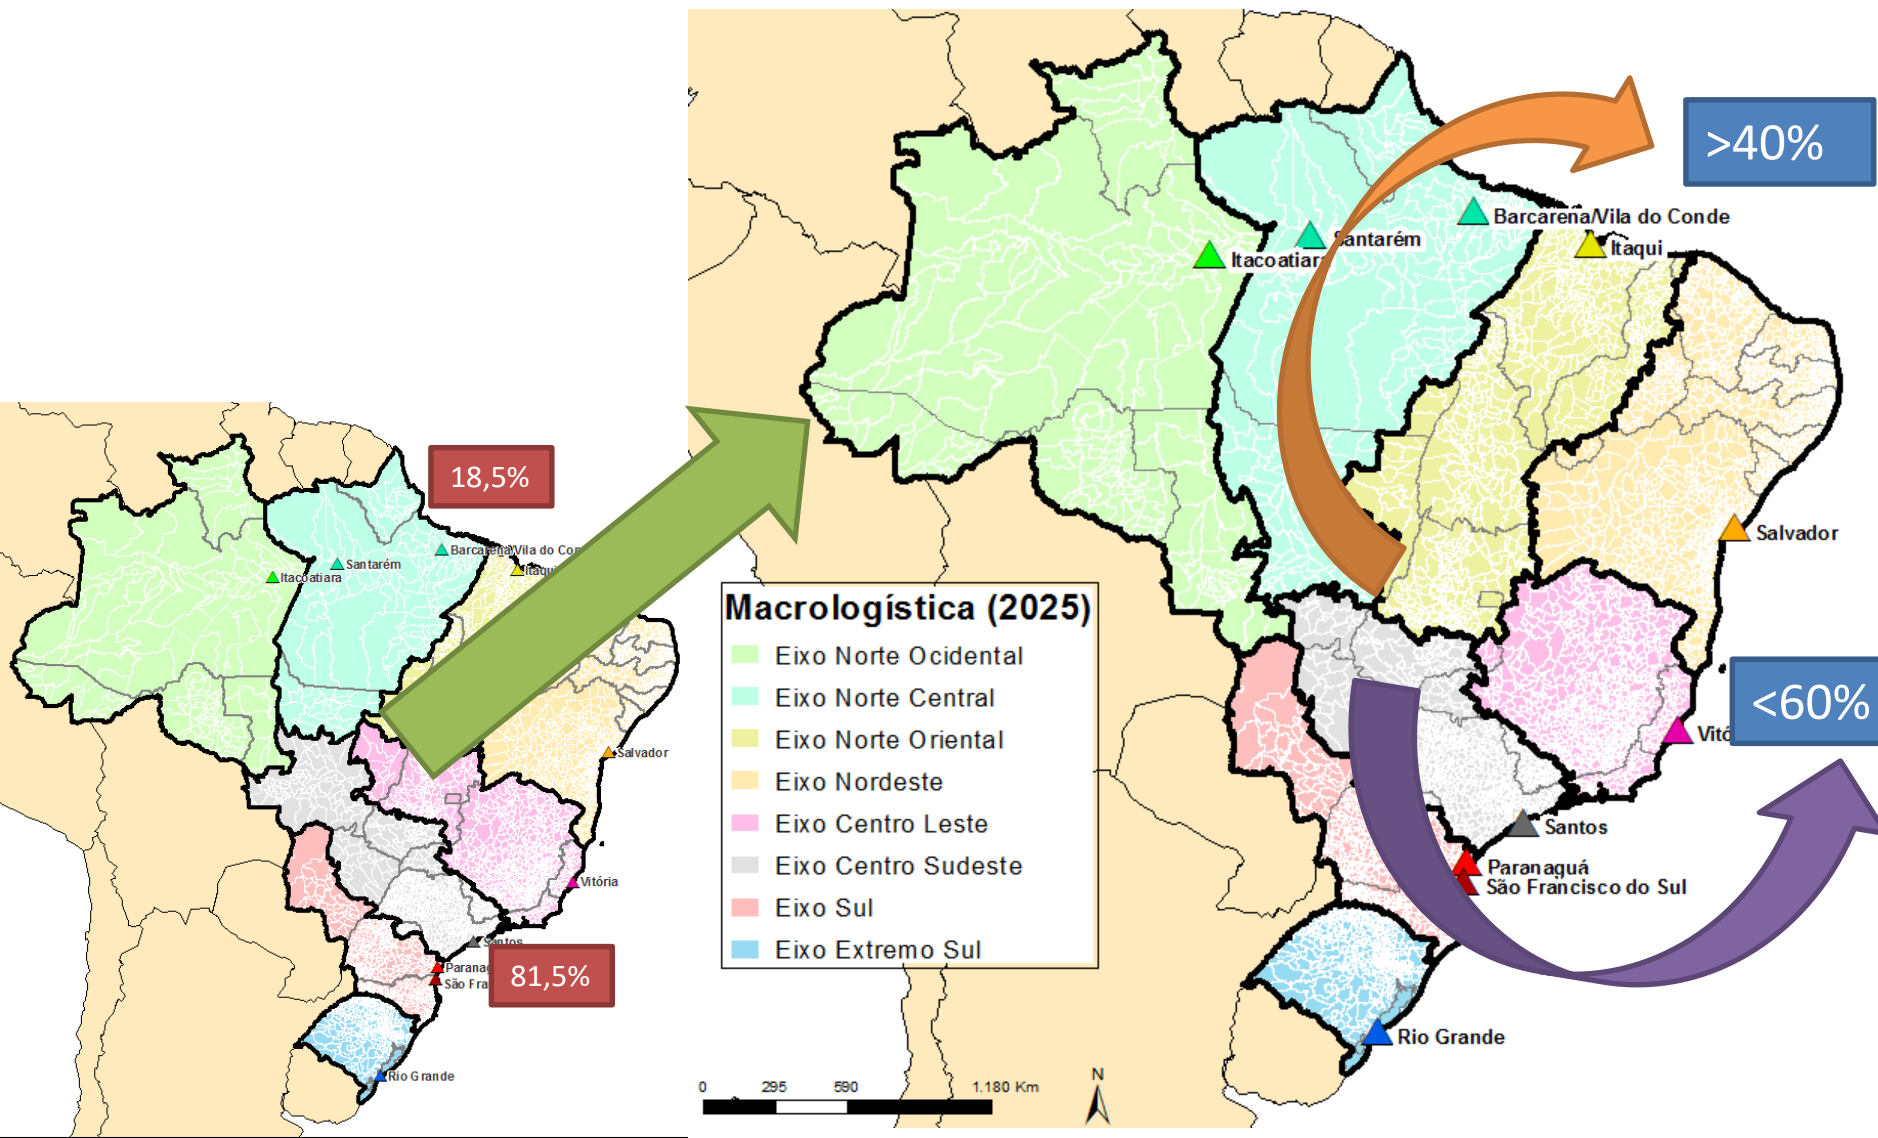 18,5%
Barcarena/Vila do Con
Santarém
Itacoatiara
Itaqui
Salvador
Vitória
Santos
Paranag
São Fra
81,5%
Rio Grande
>40%
Barcarena/Vila do Conde
Santarém
Itaqui
Itacoatiara
Salvador
<60%
Vitó
Santos
Paranaguá
São Francisco do Sul
Rio Grande
Macrologística (2025)
Eixo Norte Ocidental
Eixo Norte Central
Eixo Norte Oriental
Eixo Nordeste
Eixo Centro Leste
Eixo Centro Sudeste
Eixo Sul
Eixo Extremo Sul
0 295 590 1.180 Km
N